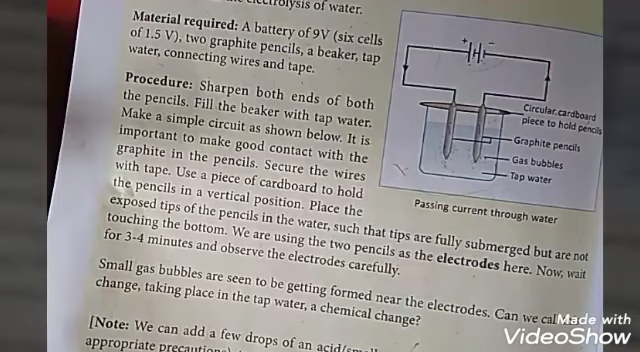 electrolysis of water.
Material required: A battery of 9V (six cells
of 1.5 V), two graphite pencils, a beaker, tap
water, connecting wires and tape.
Procedure: Sharpen both ends of both
the pencils. Fill the beaker with tap water.
Make a simple circuit as shown below. It is
important to make good contact with the
graphite in the pencils. Secure the wires
with tape. Use a piece of cardboard to hold
the pencils in a vertical position. Place the
exposed tips of the pencils in the water, such that tips are fully submerged but are not
touching the bottom. We are using the two pencils as the electrodes here. Now, wait
for 3-4 minutes and observe the electrodes carefully.
+ −
Circular cardboard
piece to hold pencils
Graphite pencils
Gas bubbles
Tap water
Passing current through water
Small gas bubbles are seen to be getting formed near the electrodes. Can we call
change, taking place in the tap water, a chemical change?
[Note: We can add a few drops of an acid/
appropriate
Made with
VideoShow